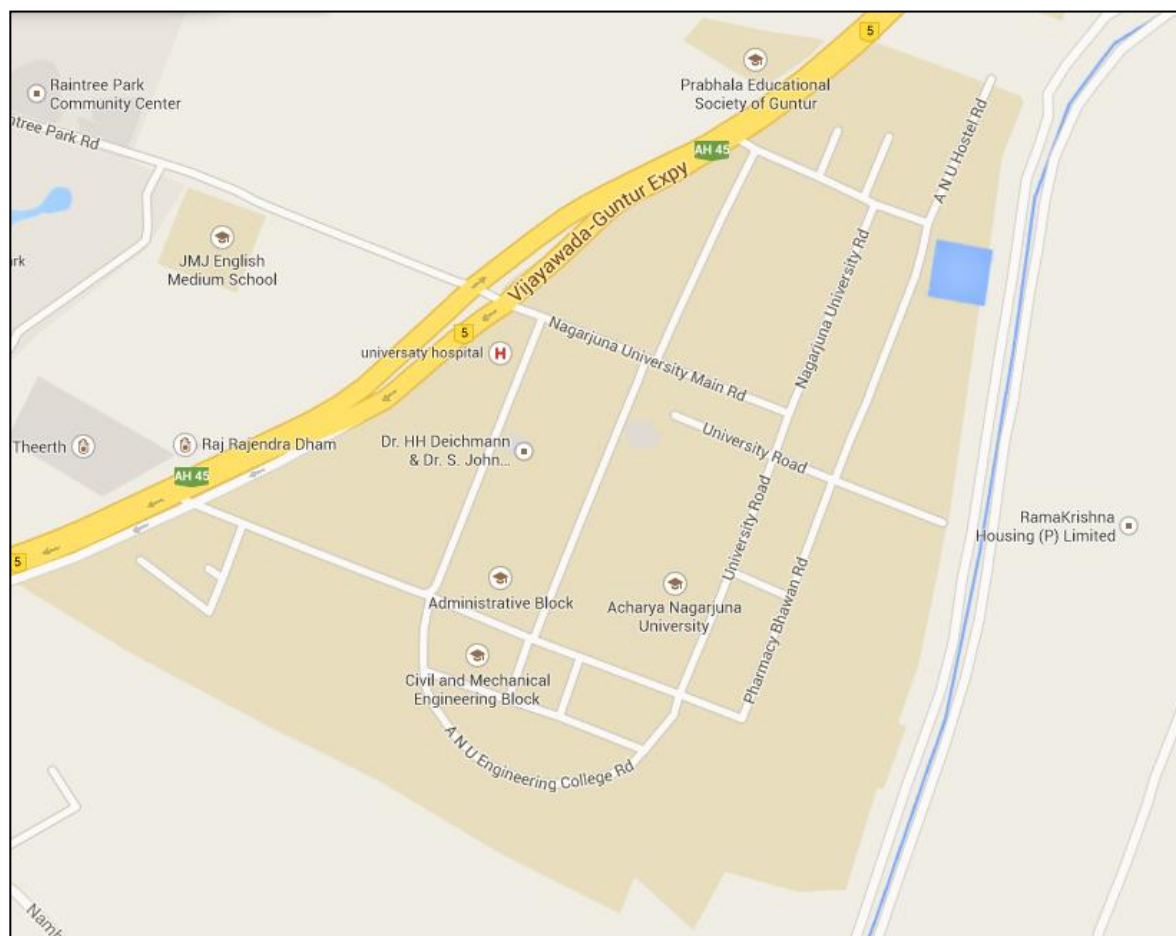 5
Prabhala Educational
Society of Guntur
Raintree Park
Community Center
ntree Park Rd
AH 45
A N U Hostel Rd
Vijayawada-Guntur Expy
JMJ English
Medium School
rk
Nagarjuna University Rd
5
universaty hospital
H
Nagarjuna University Main Rd
Theerth
Raj Rajendra Dham
Dr. HH Deichmann
& Dr. S. John...
University Road
AH 45
University Road
RamaKrishna
Housing (P) Limited
5
Administrative Block
Acharya Nagarjuna
University
Pharmacy Bhawan Rd
Civil and Mechanical
Engineering Block
A N U Engineering College Rd
Namb